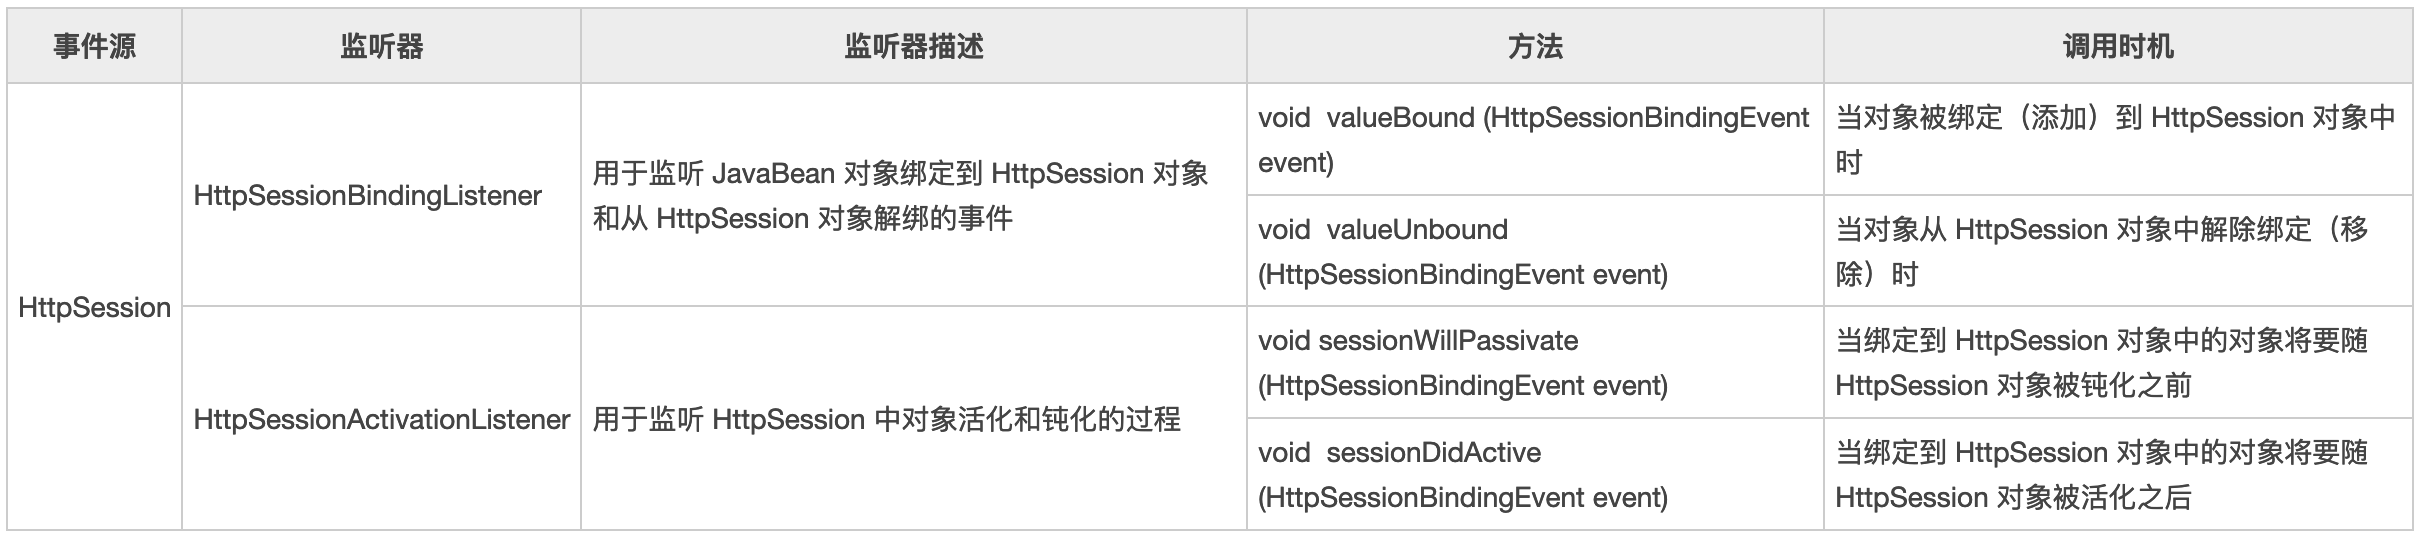 事件源 监听器 监听器描述 方法 调用时机
HttpSession
HttpSessionBindingListener
用于监听 JavaBean 对象绑定到 HttpSession 对象
和从 HttpSession 对象解绑的事件
void  valueBound (HttpSessionBindingEvent
event)
当对象被绑定（添加）到 HttpSession 对象中
时
void  valueUnbound
(HttpSessionBindingEvent event)
当对象从 HttpSession 对象中解除绑定（移
除）时
HttpSessionActivationListener
用于监听 HttpSession 中对象活化和钝化的过程
void sessionWillPassivate
(HttpSessionBindingEvent event)
当绑定到 HttpSession 对象中的对象将要随
HttpSession 对象被钝化之前
void  sessionDidActive
(HttpSessionBindingEvent event)
当绑定到 HttpSession 对象中的对象将要随
HttpSession 对象被活化之后